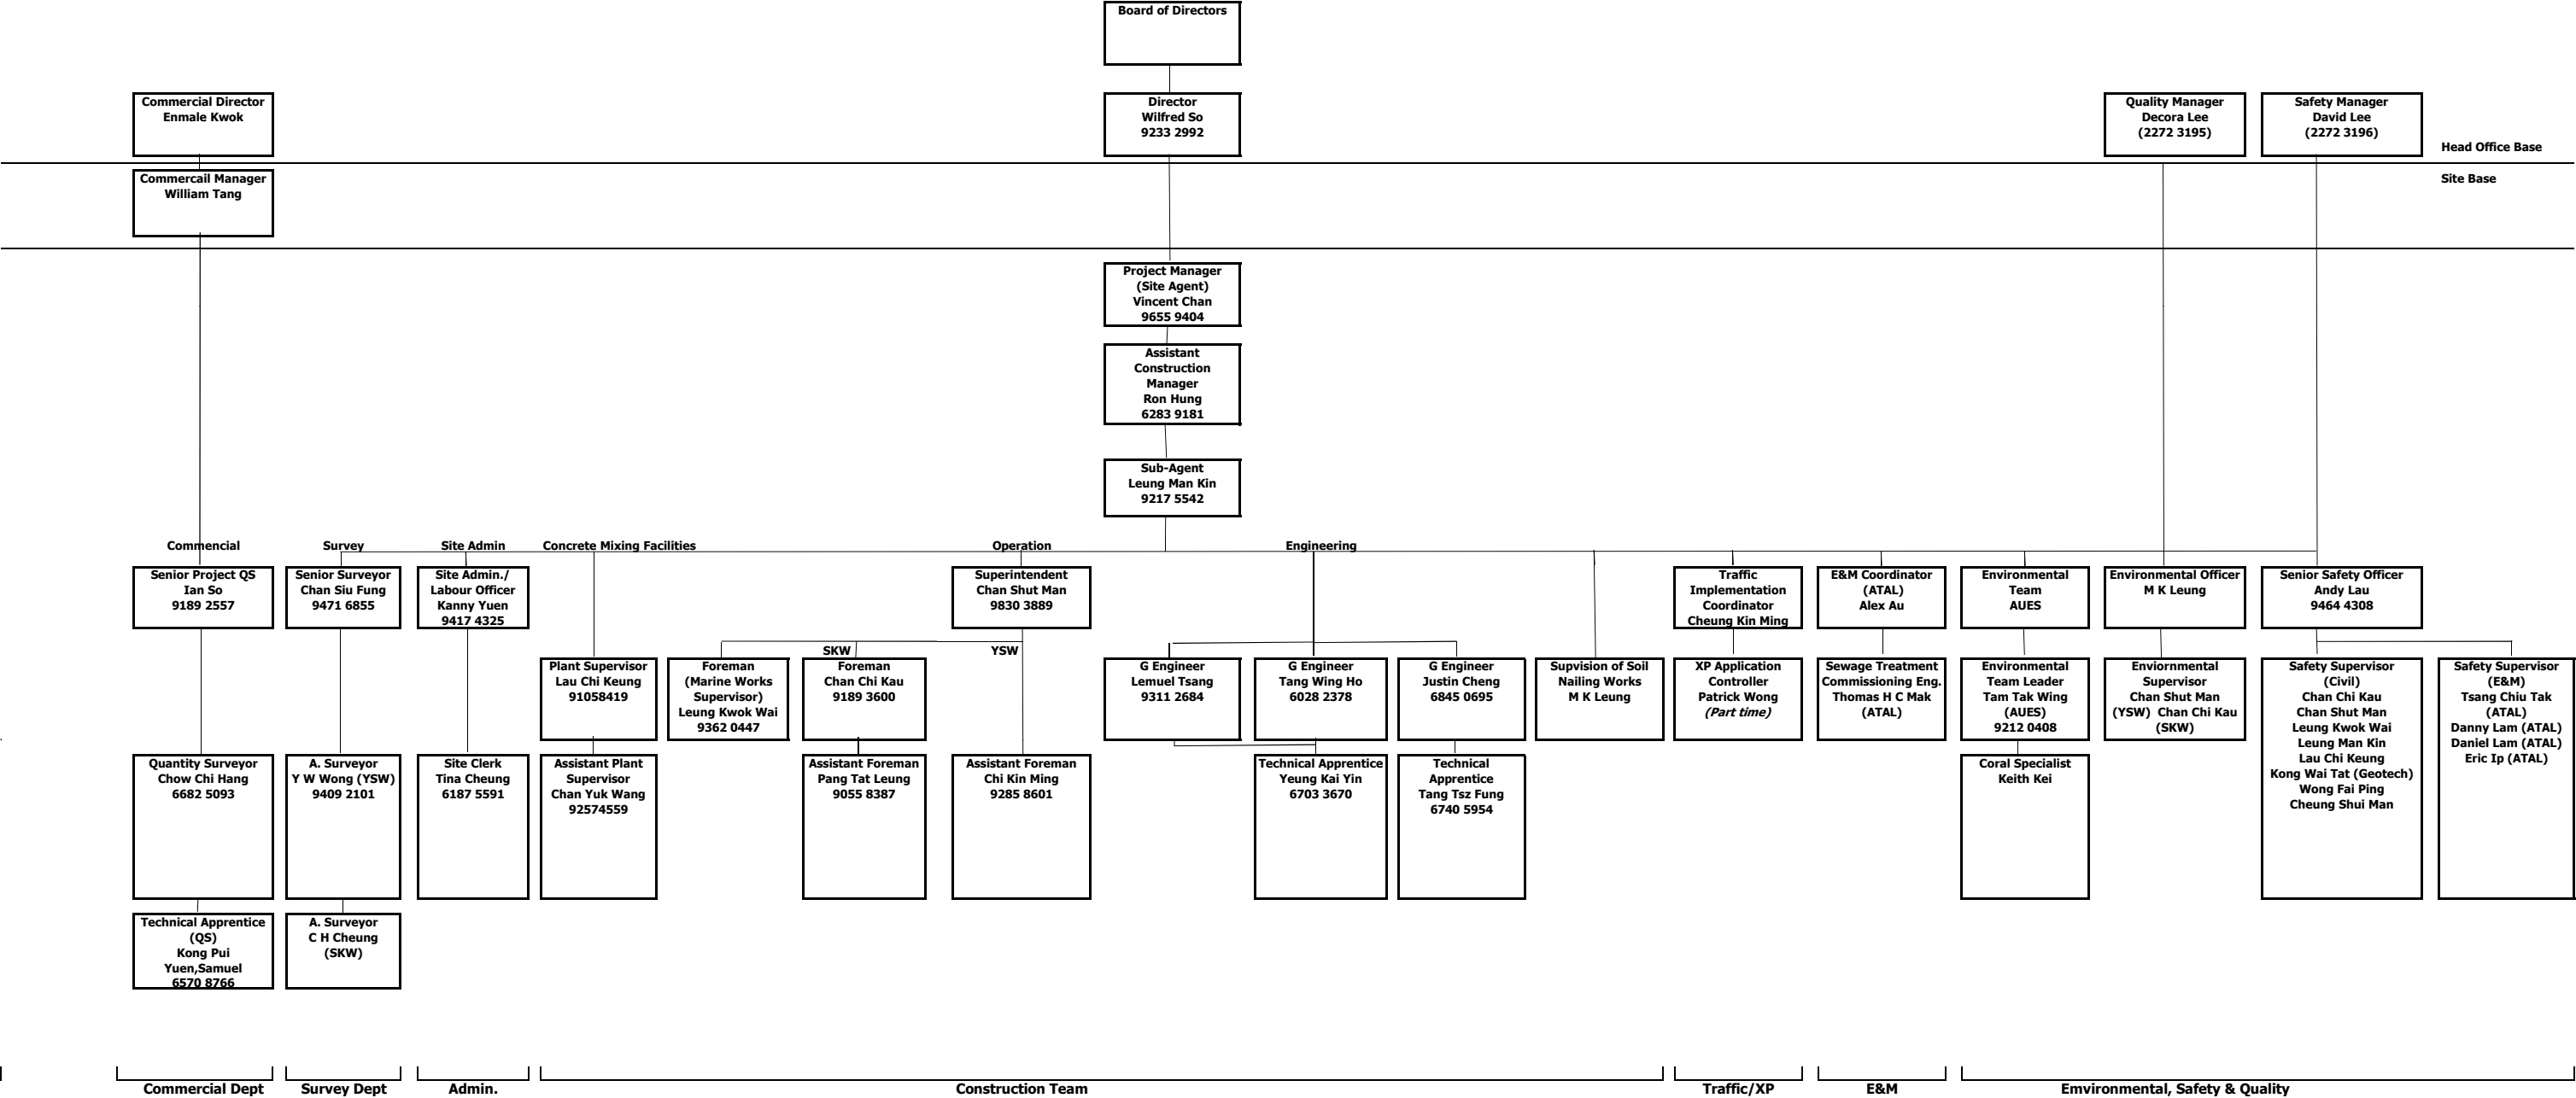 Board of Directors
Commercial Director
Enmale Kwok
Director
Wilfred So
9233 2992
Quality Manager
Decora Lee
(2272 3195)
Safety Manager
David Lee
(2272 3196)
Head Office Base
Commercail Manager
William Tang
Site Base
Project Manager
(Site Agent)
Vincent Chan
9655 9404
Assistant
Construction
Manager
Ron Hung
6283 9181
Sub-Agent
Leung Man Kin
9217 5542
Commencial
Survey
Site Admin
Concrete Mixing Facilities
Operation
Engineering
Senior Project QS
Ian So
9189 2557
Senior Surveyor
Chan Siu Fung
9471 6855
Site Admin./
Labour Officer
Kanny Yuen
9417 4325
Superintendent
Chan Shut Man
9830 3889
Traffic
Implementation
Coordinator
Cheung Kin Ming
E&M Coordinator
(ATAL)
Alex Au
Environmental
Team
AUES
Environmental Officer
M K Leung
Senior Safety Officer
Andy Lau
9464 4308
SKW
YSW
Plant Supervisor
Lau Chi Keung
91058419
Foreman
(Marine Works
Supervisor)
Leung Kwok Wai
9362 0447
Foreman
Chan Chi Kau
9189 3600
G Engineer
Lemuel Tsang
9311 2684
G Engineer
Tang Wing Ho
6028 2378
G Engineer
Justin Cheng
6845 0695
Supvision of Soil
Nailing Works
M K Leung
XP Application
Controller
Patrick Wong
(Part time)
Sewage Treatment
Commissioning Eng.
Thomas H C Mak
(ATAL)
Environmental
Team Leader
Tam Tak Wing
(AUES)
9212 0408
Enviornmental
Supervisor
Chan Shut Man
(YSW) Chan Chi Kau
(SKW)
Safety Supervisor
(Civil)
Chan Chi Kau
Chan Shut Man
Leung Kwok Wai
Leung Man Kin
Lau Chi Keung
Kong Wai Tat (Geotech)
Wong Fai Ping
Cheung Shui Man
Safety Supervisor
(E&M)
Tsang Chiu Tak
(ATAL)
Danny Lam (ATAL)
Daniel Lam (ATAL)
Eric Ip (ATAL)
Quantity Surveyor
Chow Chi Hang
6682 5093
A. Surveyor
Y W Wong (YSW)
9409 2101
Site Clerk
Tina Cheung
6187 5591
Assistant Plant
Supervisor
Chan Yuk Wang
92574559
Assistant Foreman
Pang Tat Leung
9055 8387
Assistant Foreman
Chi Kin Ming
9285 8601
Technical Apprentice
Yeung Kai Yin
6703 3670
Technical
Apprentice
Tang Tsz Fung
6740 5954
Coral Specialist
Keith Kei
Technical Apprentice
(QS)
Kong Pui
Yuen,Samuel
6570 8766
A. Surveyor
C H Cheung
(SKW)
Commercial Dept
Survey Dept
Admin.
Construction Team
Traffic/XP
E&M
Emvironmental, Safety & Quality